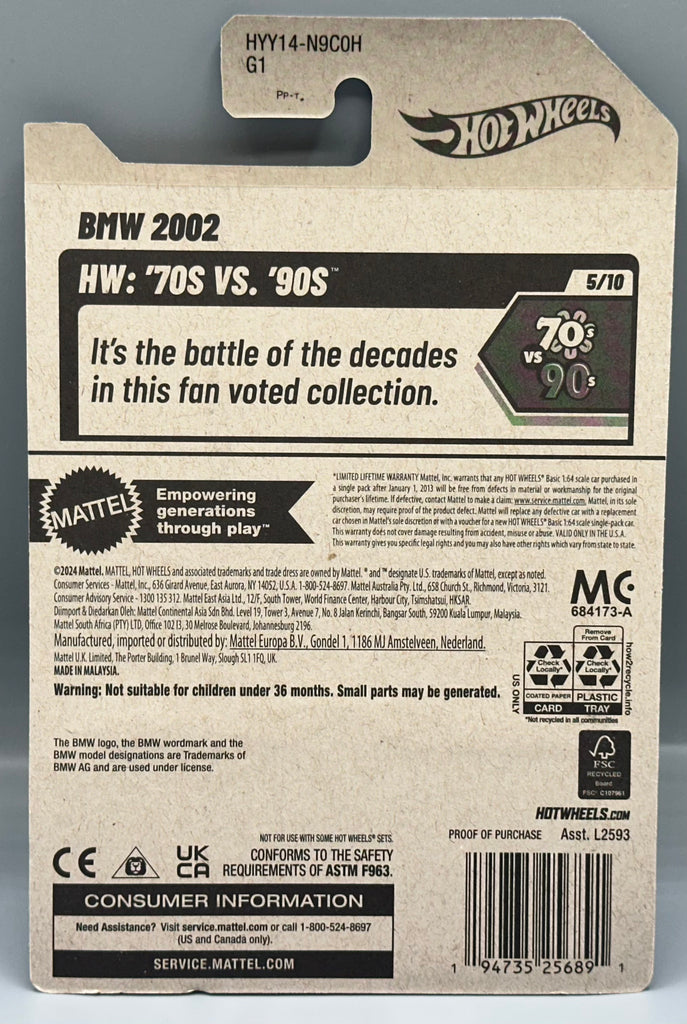 HYY14-N9C0H
G1
HOT WHEELS
BMW 2002
HW: '70S VS. '90S™
5/10
It's the battle of the decades
in this fan voted collection.
70s
VS
90s
MATTEL
Empowering
generations
through play™
*LIMITED LIFETIME WARRANTY Mattel, Inc. warrants that any HOT WHEELS® Basic 1:64 scale car purchased in
a single pack after January 1, 2013 will be free from defects in material or workmanship for the original
purchaser's lifetime. If defective, contact Mattel to make a claim: www.service.mattel.com. Mattel, in its sole
discretion, may require proof of the product defect. Mattel will replace any defective car with a replacement
car chosen in Mattel's sole discretion or with a voucher for a new HOT WHEELS® Basic 1:64 scale single-pack car.
This warranty does not cover damage resulting from accident, misuse or abuse. VALID ONLY IN THE U.S.A.
This warranty gives you specific legal rights and you may also have other rights which vary from state to state.
©2024 Mattel. MATTEL, HOT WHEELS and associated trademarks and trade dress are owned by Mattel. ® and ™ designate U.S. trademarks of Mattel, except as noted.
Consumer Services - Mattel, Inc., 636 Girard Avenue, East Aurora, NY 14052, U.S.A. 1-800-524-8697. Mattel Australia Pty. Ltd., 658 Church St., Richmond, Victoria, 3121.
Consumer Advisory Service - 1300 135 312. Mattel East Asia Ltd., 12/F, South Tower, World Finance Center, Harbour City, Tsimshatsui, HK SAR.
Diimport & Diedarkan Oleh: Mattel Continental Asia Sdn Bhd. Level 19, Tower 3, Avenue 7, No. 8 Jalan Kerinchi, Bangsar South, 59200 Kuala Lumpur, Malaysia.
Mattel South Africa (PTY) LTD, Office 102 I3, 30 Melrose Boulevard, Johannesburg 2196.
Manufactured, imported or distributed by: Mattel Europa B.V., Gondel 1, 1186 MJ Amstelveen, Nederland.
Mattel U.K. Limited, The Porter Building, 1 Brunel Way, Slough SL1 1FQ, UK.
MADE IN MALAYSIA.
Warning: Not suitable for children under 36 months. Small parts may be generated.
MC
684173-A
US ONLY
Check
Locally*
COATED PAPER
CARD
Remove
From Card
Check
Locally*
PLASTIC
TRAY
how2recycle.info
*Not recycled in all communities
The BMW logo, the BMW wordmark and the
BMW model designations are Trademarks of
BMW AG and are used under license.
FSC
RECYCLED
Board
FSC® C107961
HOTWHEELS.COM
PROOF OF PURCHASE Asst. L2593
CE
UK
CA
NOT FOR USE WITH SOME HOT WHEELS® SETS.
CONFORMS TO THE SAFETY
REQUIREMENTS OF ASTM F963.
CONSUMER INFORMATION
Need Assistance? Visit service.mattel.com or call 1-800-524-8697
(US and Canada only).
SERVICE.MATTEL.COM
1 94735 25689 1